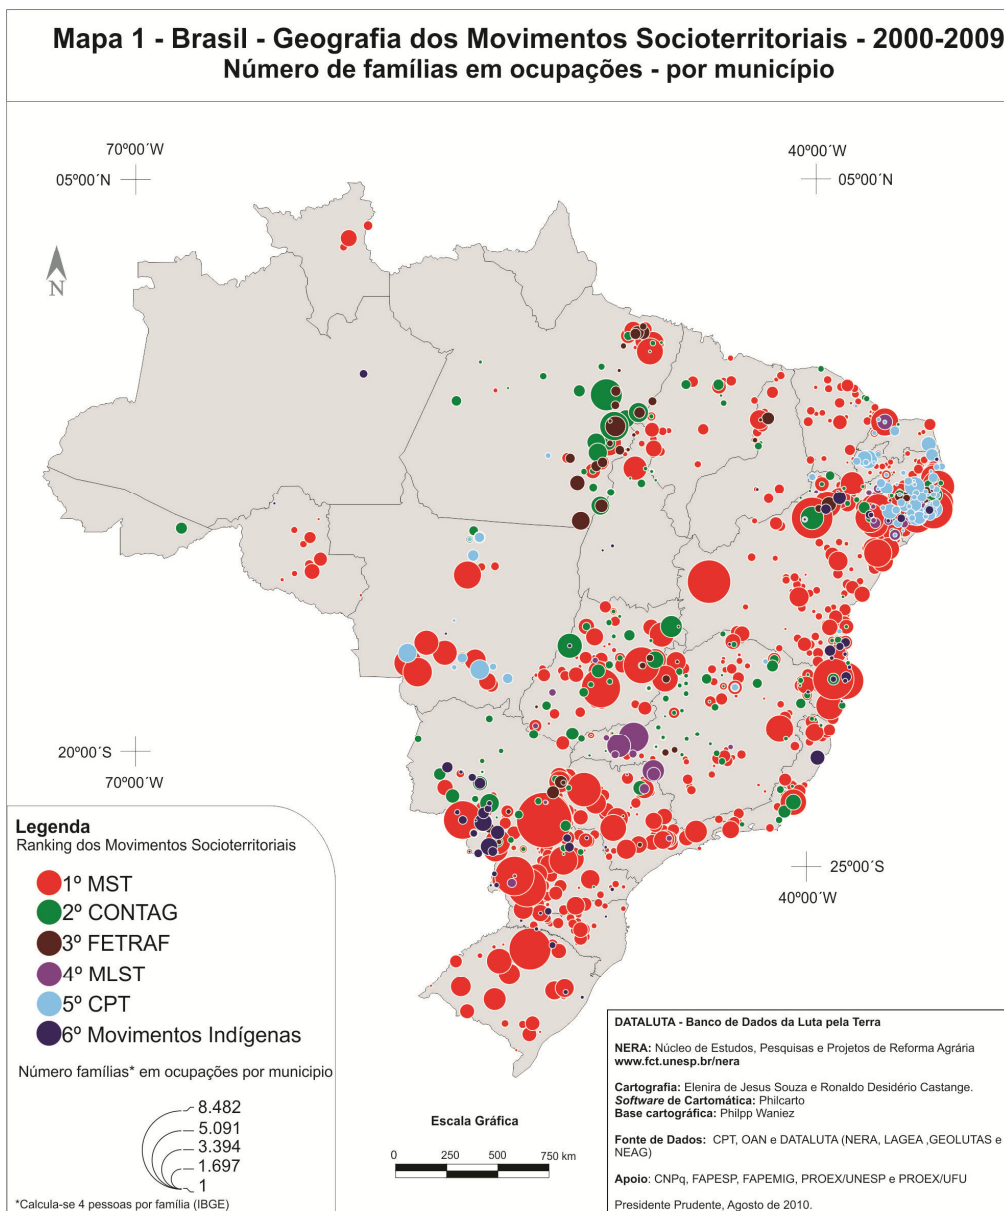 Mapa 1 - Brasil - Geografia dos Movimentos Socioterritoriais - 2000-2009
Número de famílias em ocupações - por município
70º00´W
40º00´W
05º00´N
05º00´N
N
20º00´S
70º00´W
25º00´S
40º00´W
Legenda
Ranking dos Movimentos Socioterritoriais
1º MST
2º CONTAG
3º FETRAF
4º MLST
5º CPT
6º Movimentos Indígenas
Número famílias* em ocupações por municipio
8.482
5.091
3.394
1.697
1
*Calcula-se 4 pessoas por família (IBGE)
Escala Gráfica
0 250 500 750 km
DATALUTA - Banco de Dados da Luta pela Terra
NERA: Núcleo de Estudos, Pesquisas e Projetos de Reforma Agrária
www.fct.unesp.br/nera
Cartografia: Elenira de Jesus Souza e Ronaldo Desidério Castange.
Software de Cartomática: Philcarto
Base cartográfica: Philpp Waniez
Fonte de Dados: CPT, OAN e DATALUTA (NERA, LAGEA ,GEOLUTAS e
NEAG)
Apoio: CNPq, FAPESP, FAPEMIG, PROEX/UNESP e PROEX/UFU
Presidente Prudente, Agosto de 2010.